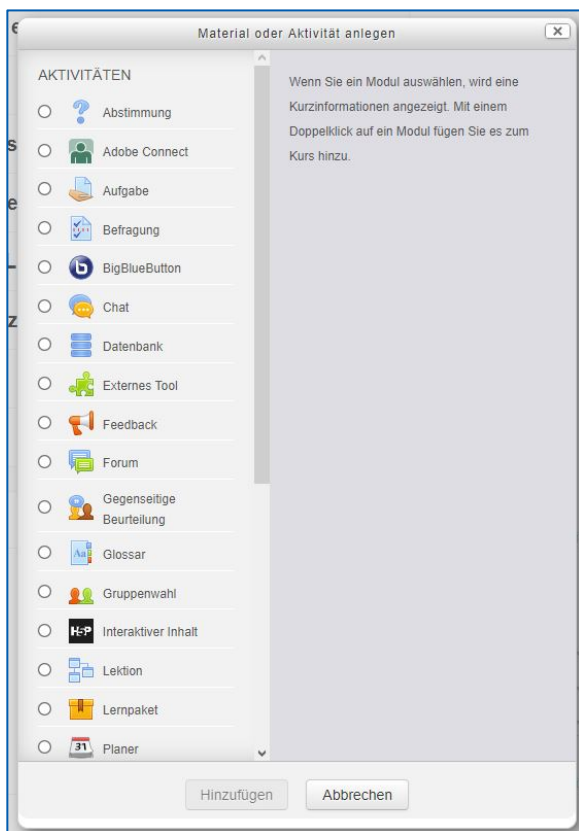 Material oder Aktivität anlegen
AKTIVITÄTEN
Abstimmung
Adobe Connect
Aufgabe
Befragung
BigBlueButton
Chat
Datenbank
Externes Tool
Feedback
Forum
Gegenseitige
Beurteilung
Glossar
Gruppenwahl
H5P Interaktiver Inhalt
Lektion
Lernpaket
31 Planer
Wenn Sie ein Modul auswählen, wird eine
Kurzinformationen angezeigt. Mit einem
Doppelklick auf ein Modul fügen Sie es zum
Kurs hinzu.
Hinzufügen
Abbrechen